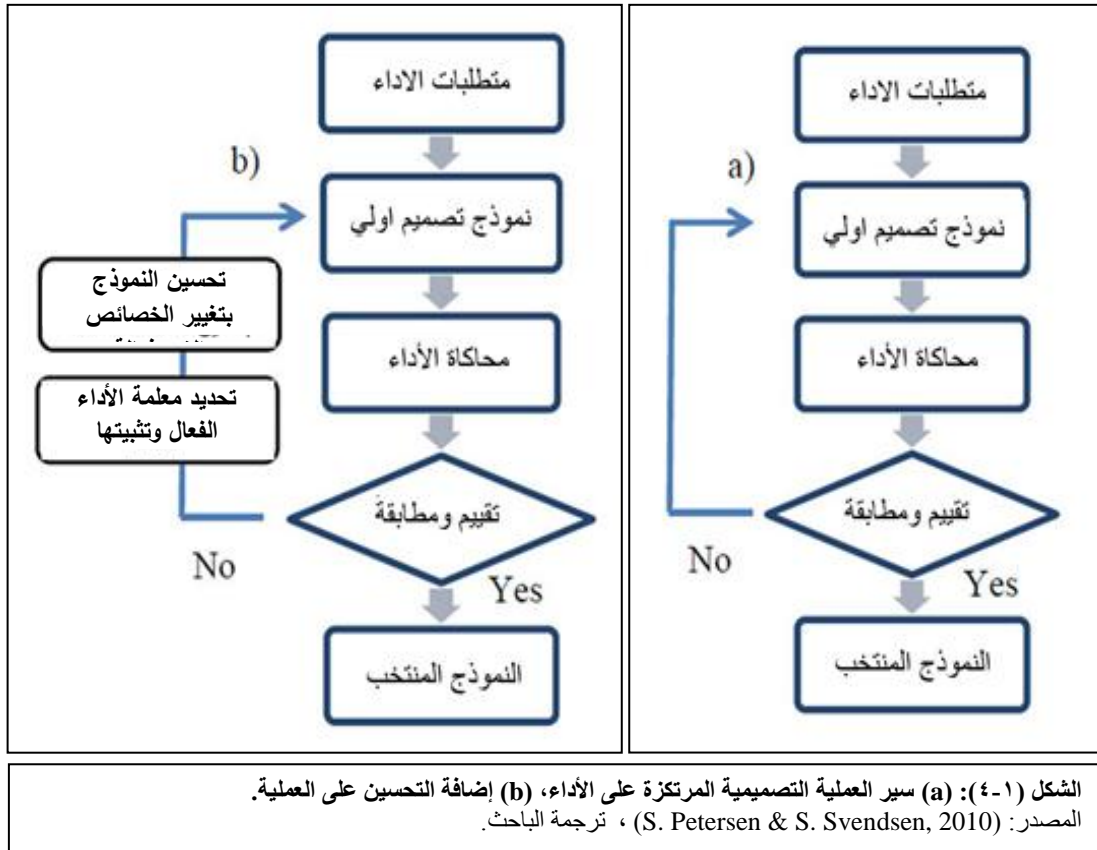 متطلبات الاداء
a)
نموذج تصميم اولي
محاكاة الأداء
تقييم ومطابقة
No
Yes
النموذج المنتخب
متطلبات الاداء
b)
نموذج تصميم اولي
تحسين النموذج
بتغيير الخصائص
محاكاة الأداء
تحديد معلمة الأداء
الفعال وتثبيتها
تقييم ومطابقة
No
Yes
النموذج المنتخب
الشكل (١-٤): (a) سير العملية التصميمية المرتكزة على الأداء، (b) إضافة التحسين على العملية.
المصدر: (S. Petersen & S. Svendsen, 2010) ، ترجمة الباحث.